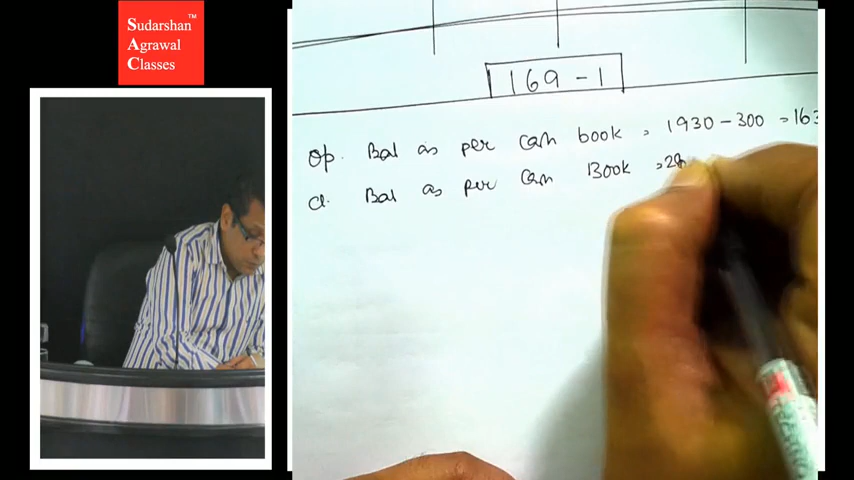 Sudarshan™
Agrawal
Classes
169-1
Op. Bal as per cash book = 1930 - 300 = 163
Cl. Bal as per Cash Book = 28